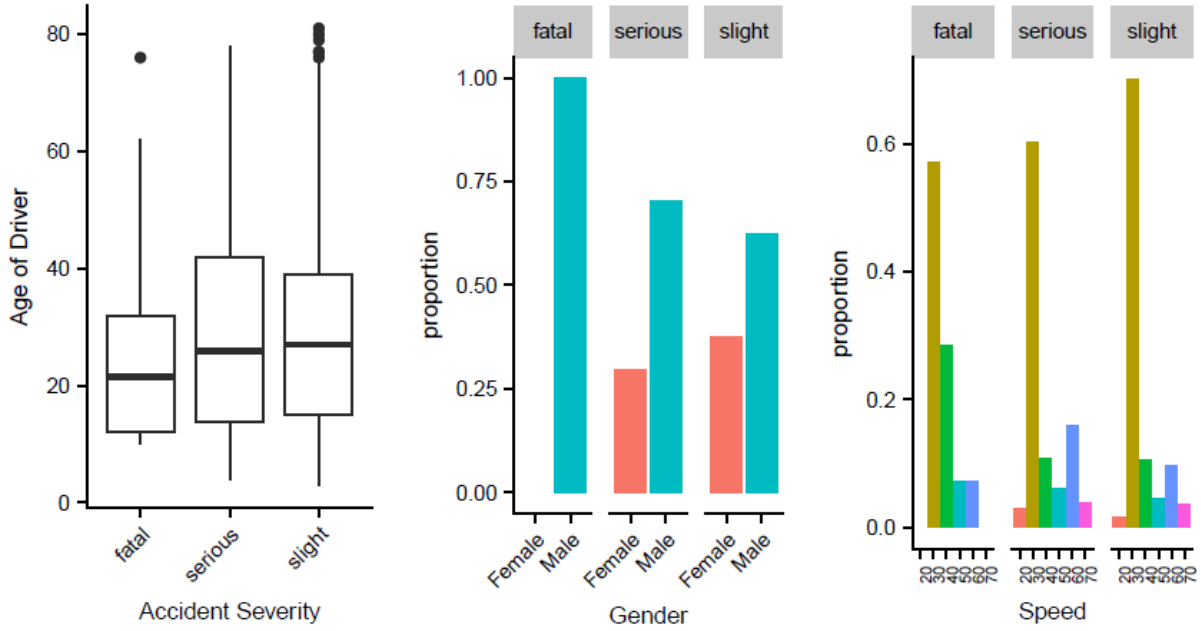 Age of Driver
80
60
40
20
0
fatal
serious
slight
Accident Severity
fatal serious slight
proportion
1.00
0.75
0.50
0.25
0.00
Female Male Female Male Female Male
Gender
fatal serious slight
proportion
0.6
0.4
0.2
0.0
20 30 40 50 60 70 20 30 40 50 60 70 20 30 40 50 60 70
Speed